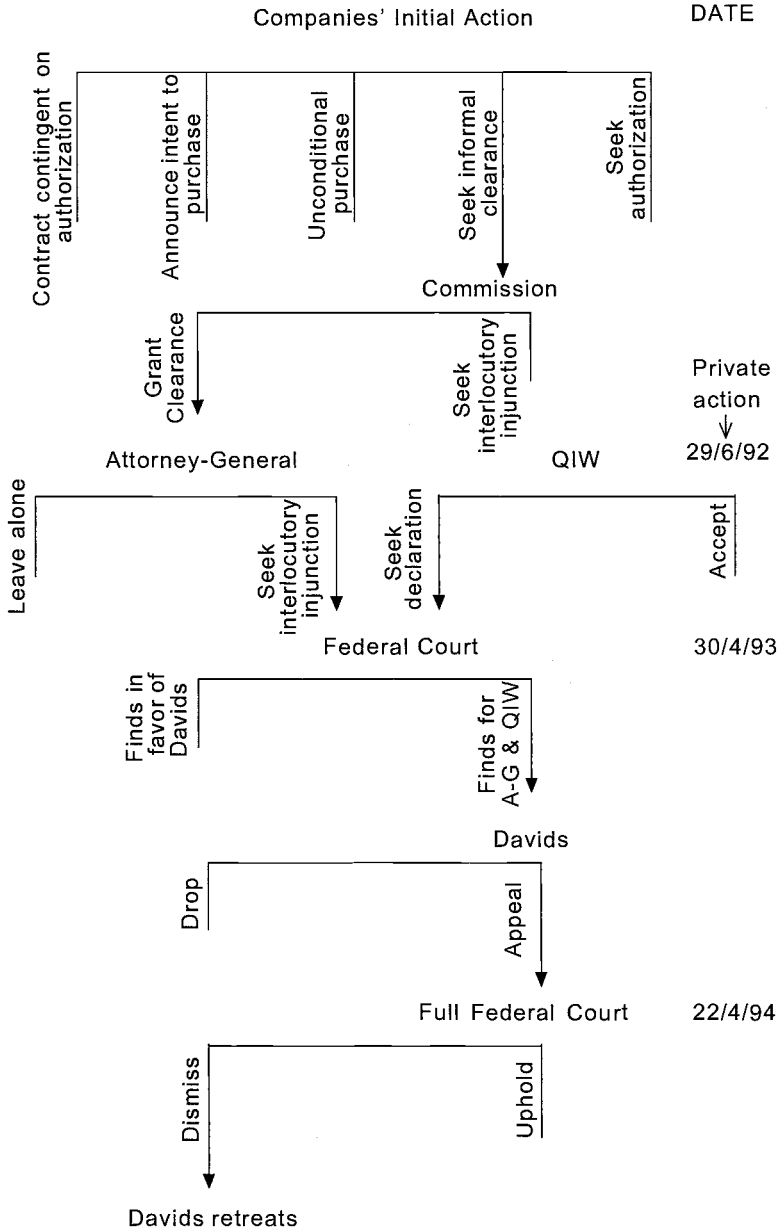 Companies' Initial Action
DATE
Contract contingent on
authorization
Announce intent to
purchase
Unconditional
purchase
Seek informal
clearance
Seek
authorization
Commission
Grant
Clearance
Seek
interlocutory
injunction
Private
action
Attorney-General
QIW
29/6/92
Leave alone
Seek
interlocutory
injunction
Seek
declaration
Accept
Federal Court
30/4/93
Finds in
favor of
Davids
Finds for
A-G & QIW
Davids
Drop
Appeal
Full Federal Court
22/4/94
Dismiss
Uphold
Davids retreats